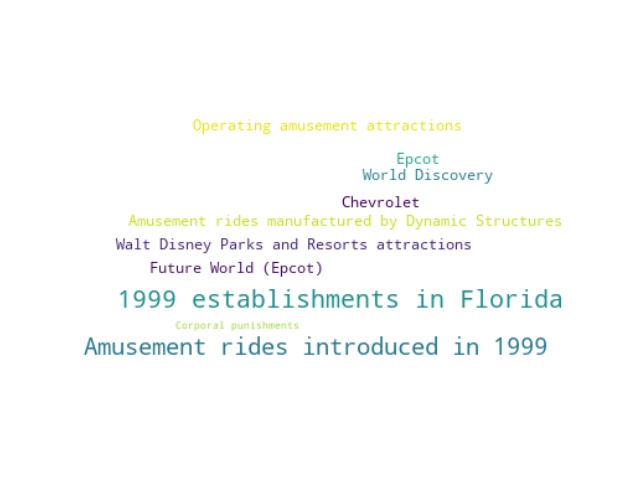 Operating amusement attractions
Epcot
World Discovery
Chevrolet
Amusement rides manufactured by Dynamic Structures
Walt Disney Parks and Resorts attractions
Future World (Epcot)
1999 establishments in Florida
Corporal punishments
Amusement rides introduced in 1999